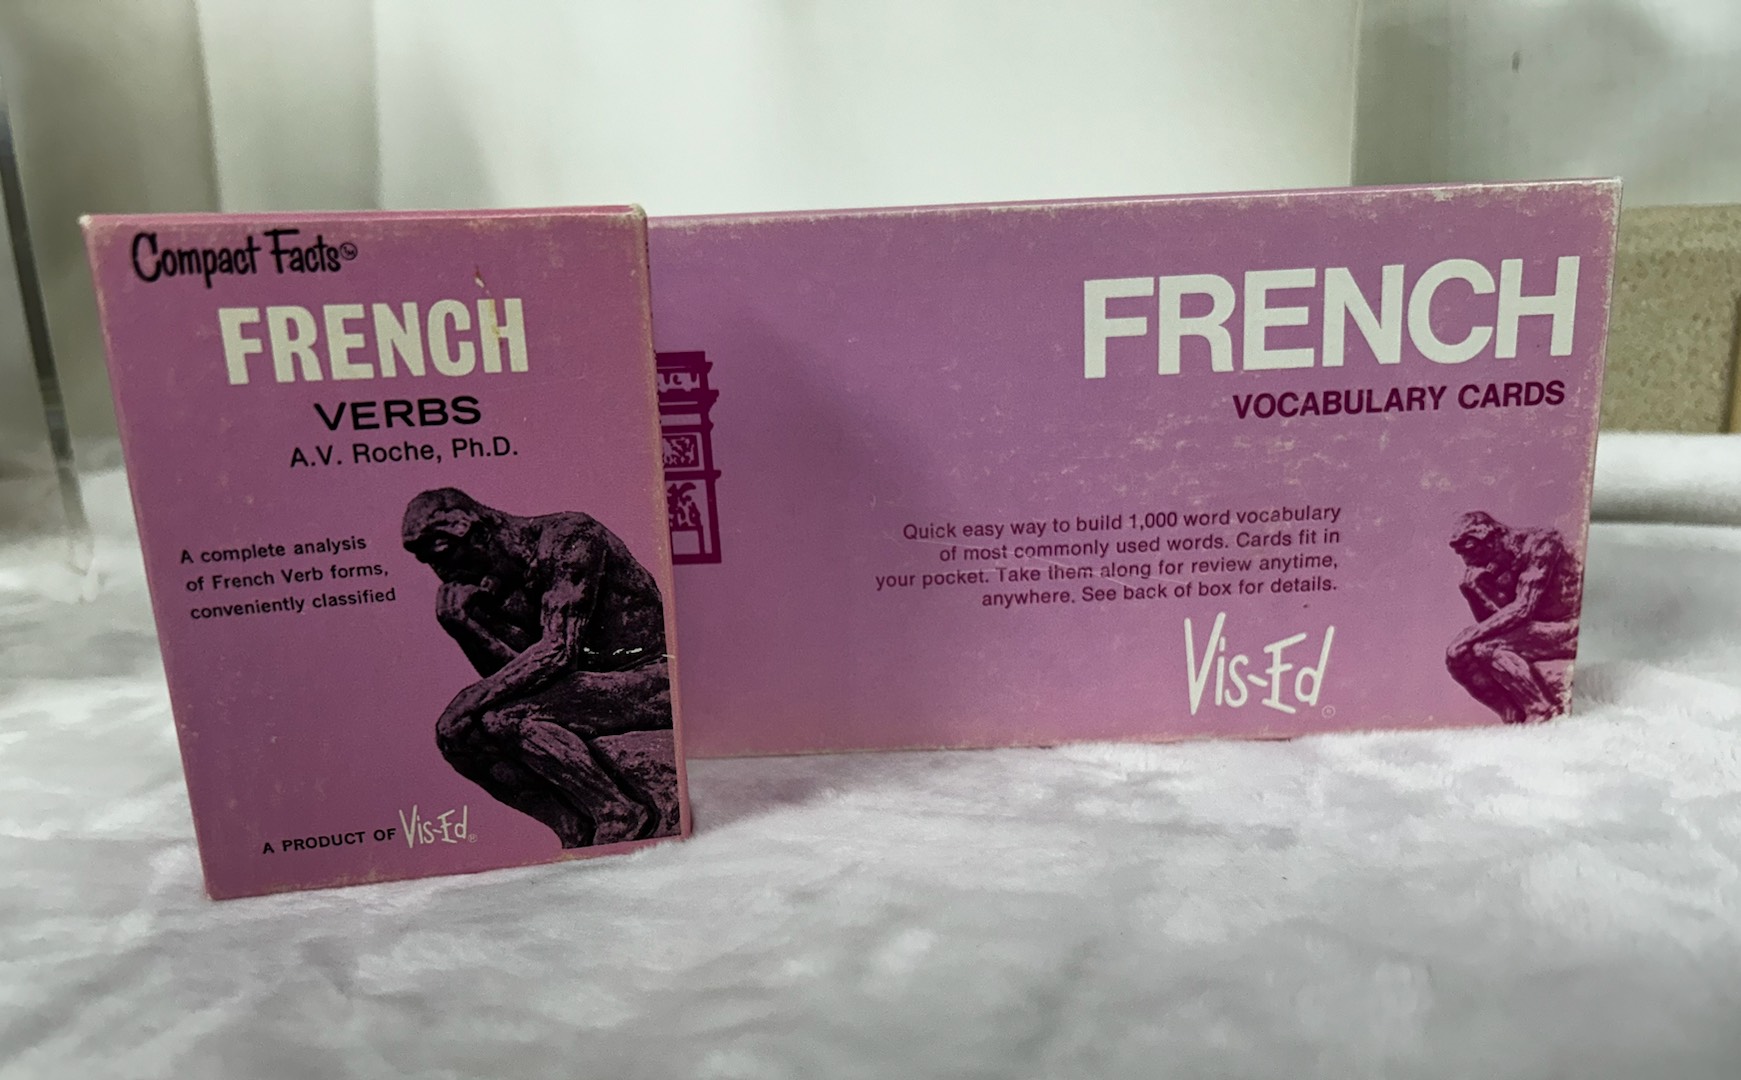 Compact Facts™
FRENCH
VERBS
A.V. Roche, Ph.D.
A complete analysis
of French Verb forms,
conveniently classified
A PRODUCT OF Vis-Ed®
FRENCH
VOCABULARY CARDS
Quick easy way to build 1,000 word vocabulary
of most commonly used words. Cards fit in
your pocket. Take them along for review anytime,
anywhere. See back of box for details.
Vis-Ed®